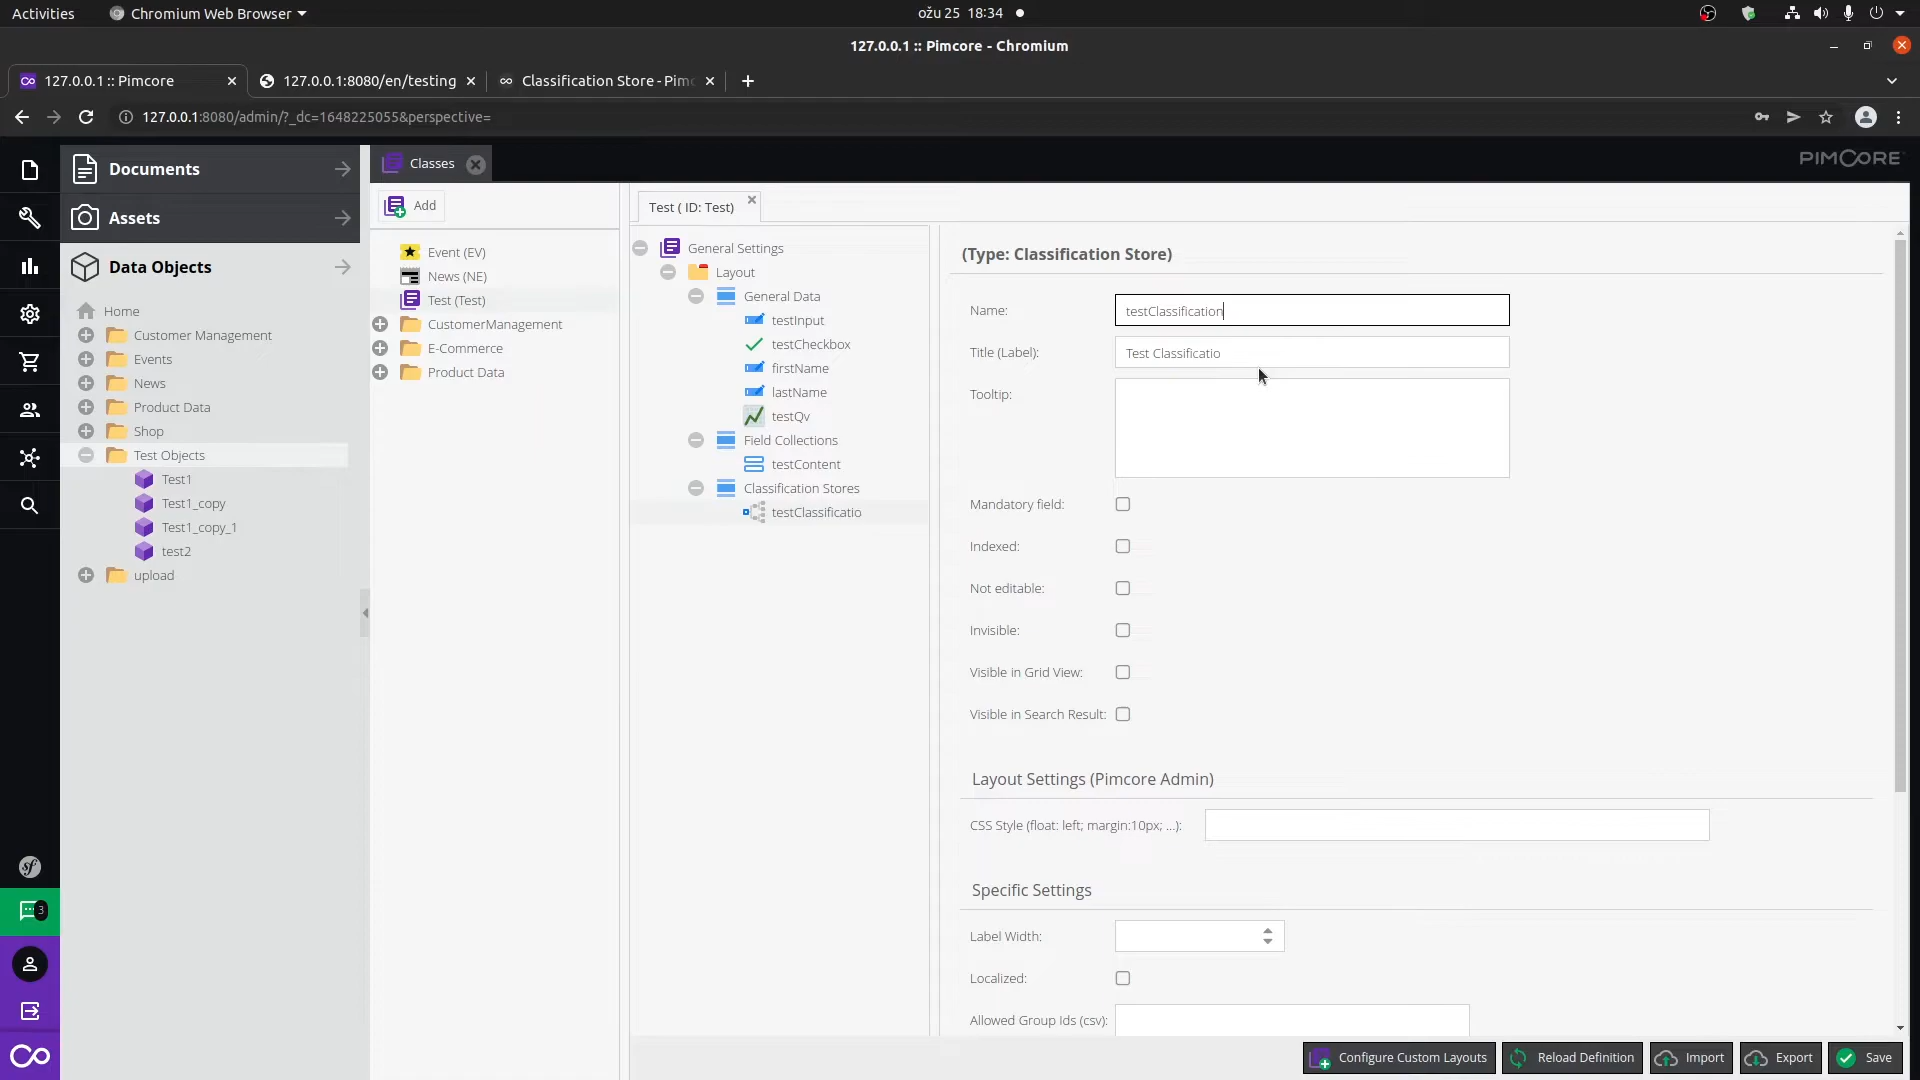 Activities
Chromium Web Browser
ožu 25 18:34
127.0.0.1 :: Pimcore - Chromium
127.0.0.1 :: Pimcore
127.0.0.1:8080/en/testing
Classification Store - Pimc
127.0.0.1:8080/admin/?_dc=1648225055&perspective=
Documents
Assets
Data Objects
Home
Customer Management
Events
News
Product Data
Shop
Test Objects
Test1
Test1_copy
Test1_copy_1
test2
upload
3
Classes
PIMCORE
Add
Event (EV)
News (NE)
Test (Test)
CustomerManagement
E-Commerce
Product Data
Test ( ID: Test)
General Settings
Layout
General Data
testInput
testCheckbox
firstName
lastName
testQv
Field Collections
testContent
Classification Stores
testClassificatio
(Type: Classification Store)
Name: testClassification
Title (Label): Test Classificatio
Tooltip:
Mandatory field:
Indexed:
Not editable:
Invisible:
Visible in Grid View:
Visible in Search Result:
Layout Settings (Pimcore Admin)
CSS Style (float: left; margin:10px; ...):
Specific Settings
Label Width:
Localized:
Allowed Group Ids (csv):
Configure Custom Layouts
Reload Definition
Import
Export
Save